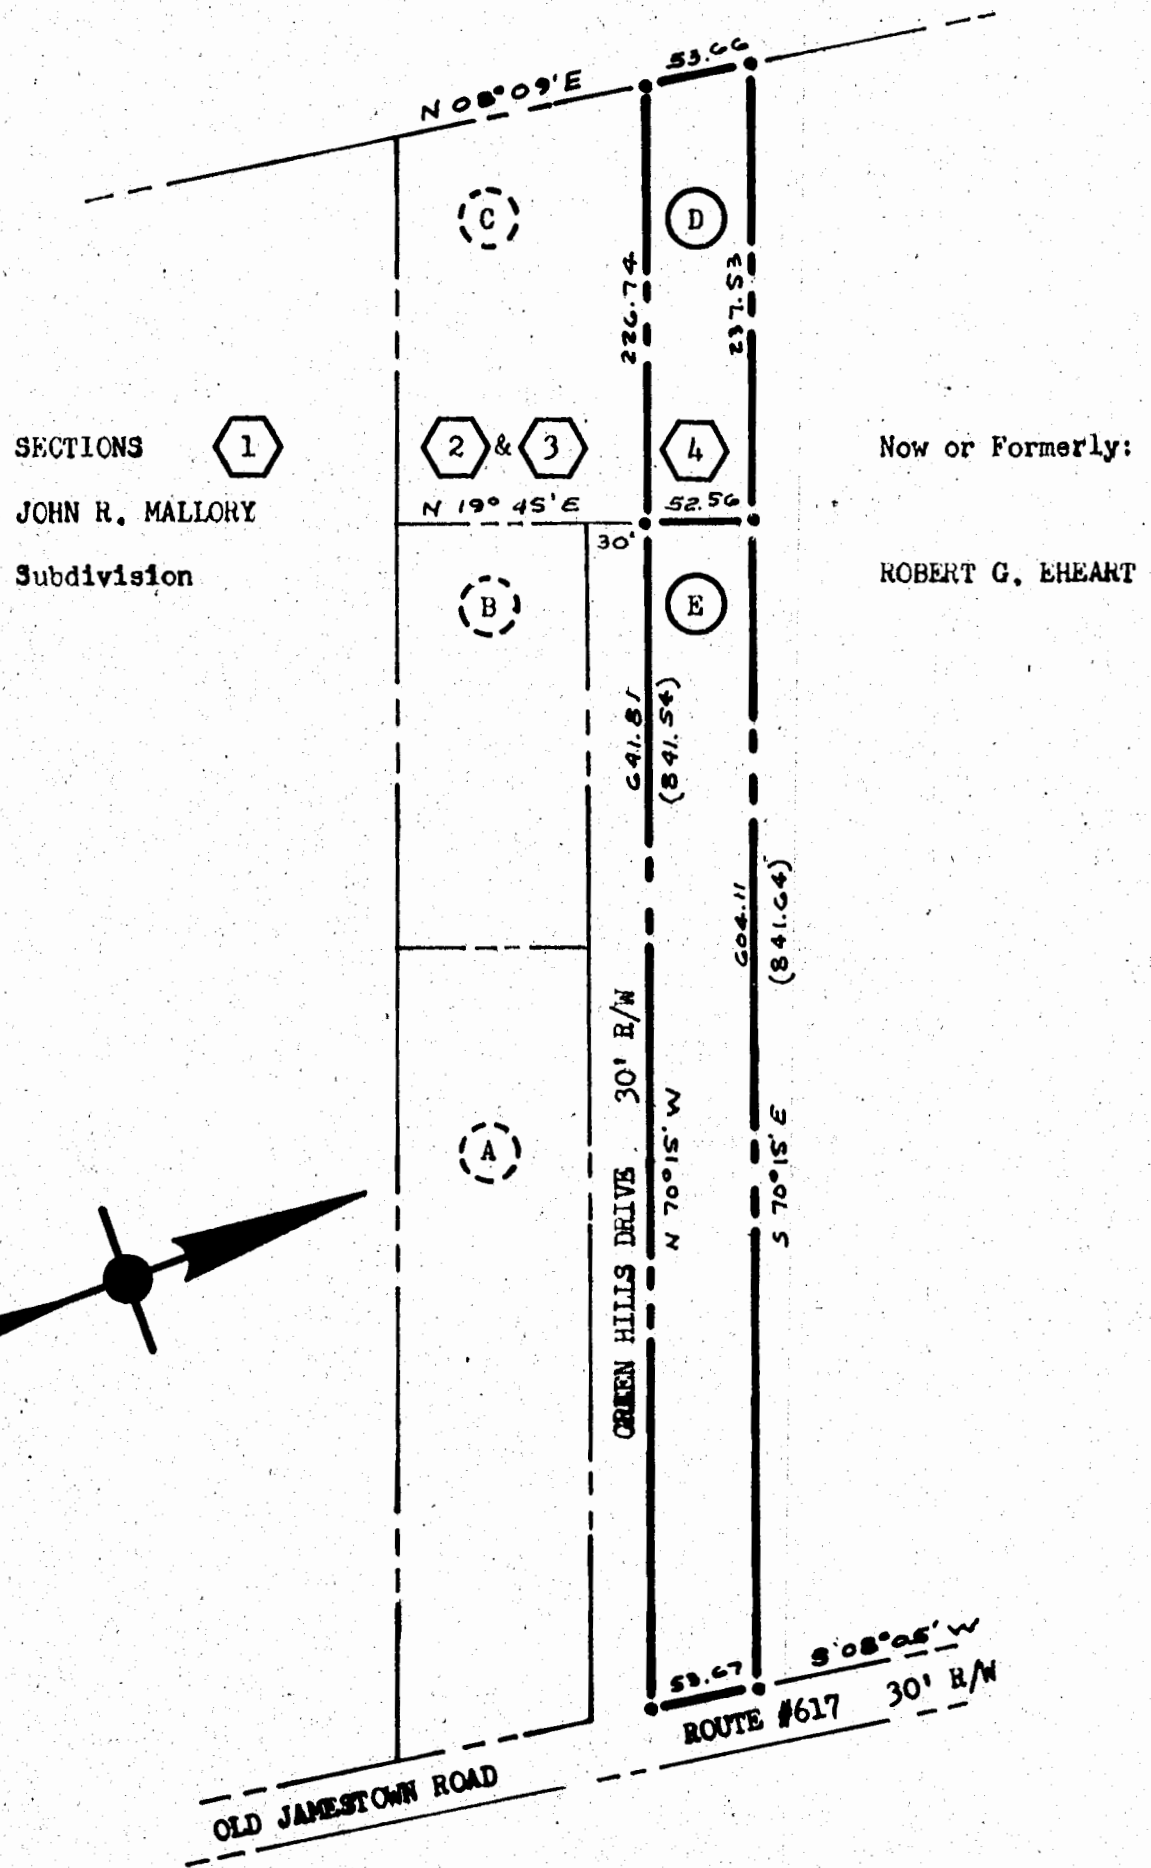 53.66
N 08° 09' E
C
D
226.74
237.53
SECTIONS 1 2 & 3 4
Now or Formerly:
N 19° 45' E
52.56
JOHN R. MALLORY
30'
Subdivision
ROBERT G. EHEART
B
E
641.81
(841.54)
604.11
(841.64)
GREEN HILLS DRIVE 30' R/W
N 70° 15' W
S 70° 15' E
A
53.67
S 08° 05' W
ROUTE #617 30' R/W
OLD JAMESTOWN ROAD